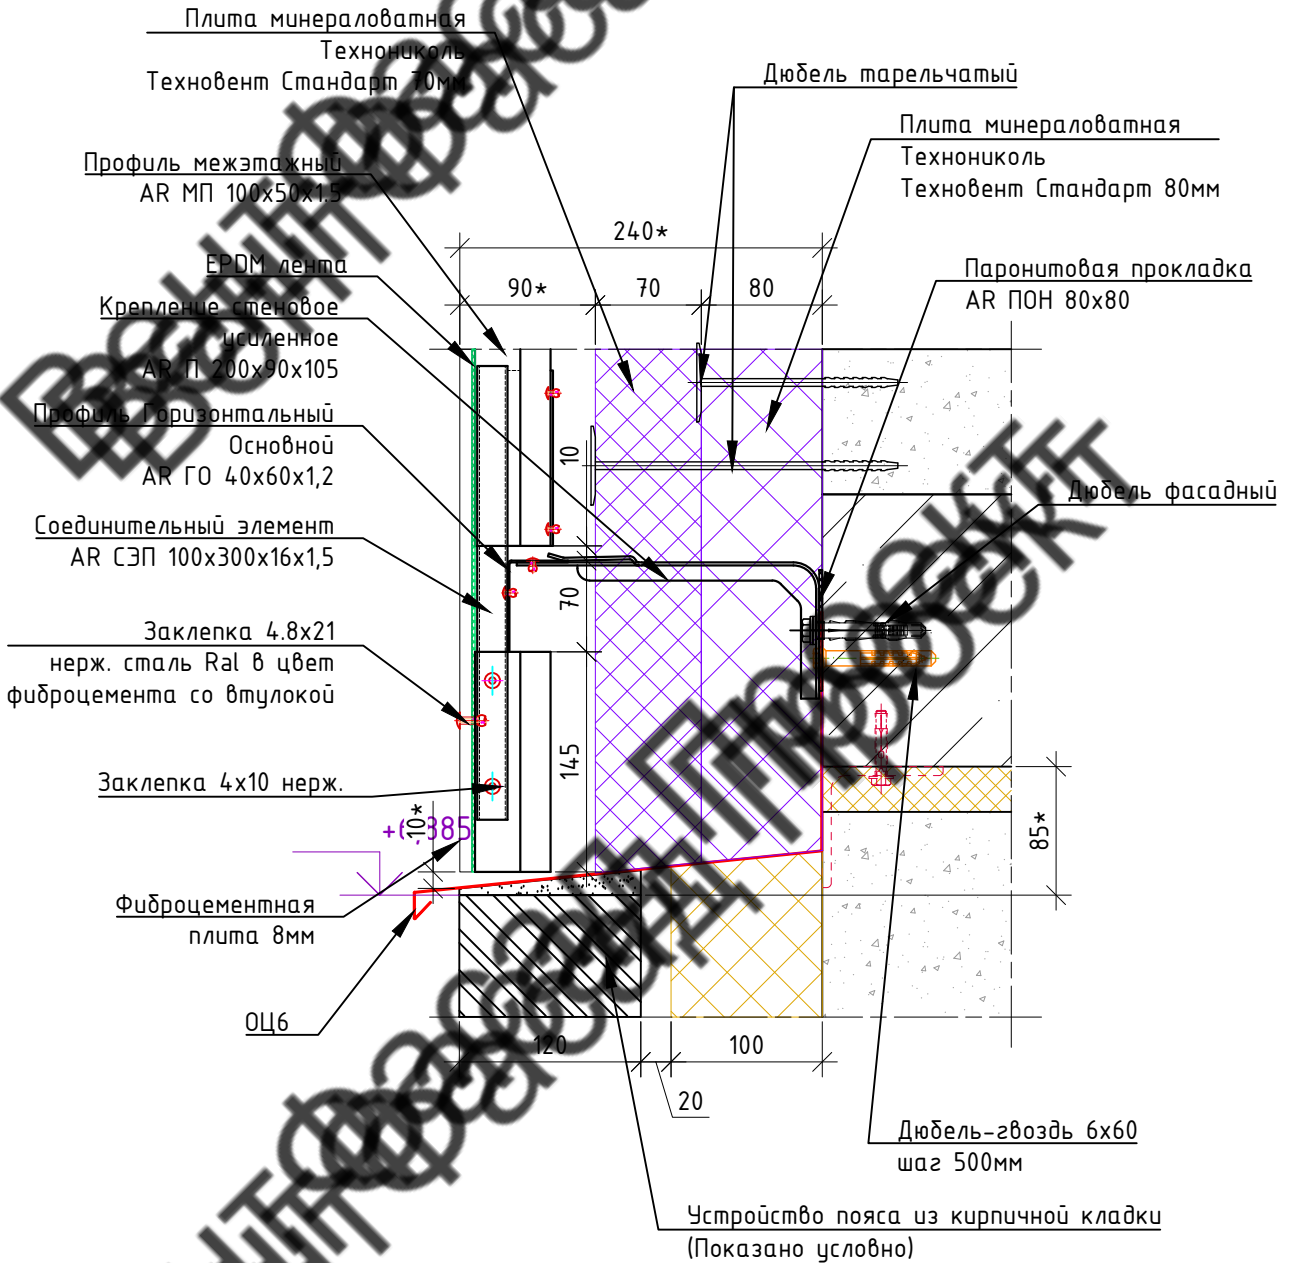 Плита минераловатная
Технониколь
Техновент Стандарт 70мм
Дюбель тарельчатый
Плита минераловатная
Технониколь
Техновент Стандарт 80мм
Профиль межэтажный
AR МП 100х50х1.5
240*
EPDM лента
90*
70
80
Паронитовая прокладка
AR ПОН 80х80
Крепление стеновое
усиленное
AR П 200х90х105
Профиль Горизонтальный
Основной
AR ГО 40х60х1,2
10
Дюбель фасадный
Соединительный элемент
AR СЭП 100х300х16х1,5
70
Заклепка 4.8х21
нерж. сталь Ral в цвет
фиброцемента со втулокой
145
Заклепка 4х10 нерж.
10*
85*
Фиброцементная
плита 8мм
ОЦ6
120
100
20
Дюбель-гвоздь 6х60
шаг 500мм
Устройство пояса из кирпичной кладки
(Показано условно)